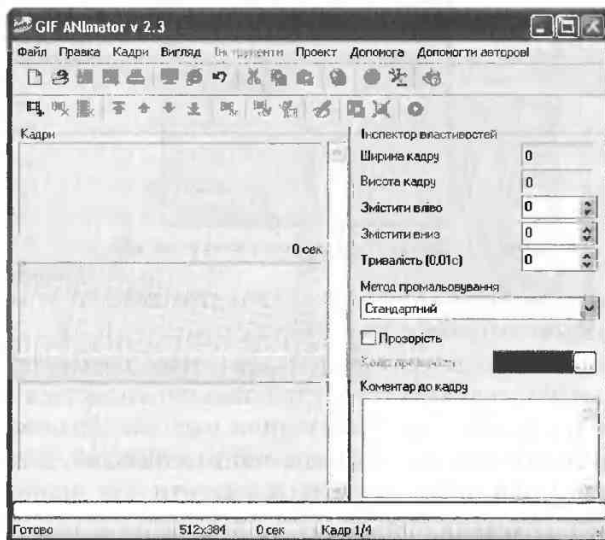 GIF ANImator v 2.3
Файл Правка Кадри Вигляд Інструменти Проект Допомога Допомогти авторові
Кадри
0 сек
Інспектор властивостей
Ширина кадру 0
Висота кадру 0
Змістити вліво 0
Змістити вниз 0
Тривалість (0,01с) 0
Метод промальовування
Стандартний
Прозорість
Коментар до кадру
Готово 512x384 0 сек Кадр 1/4